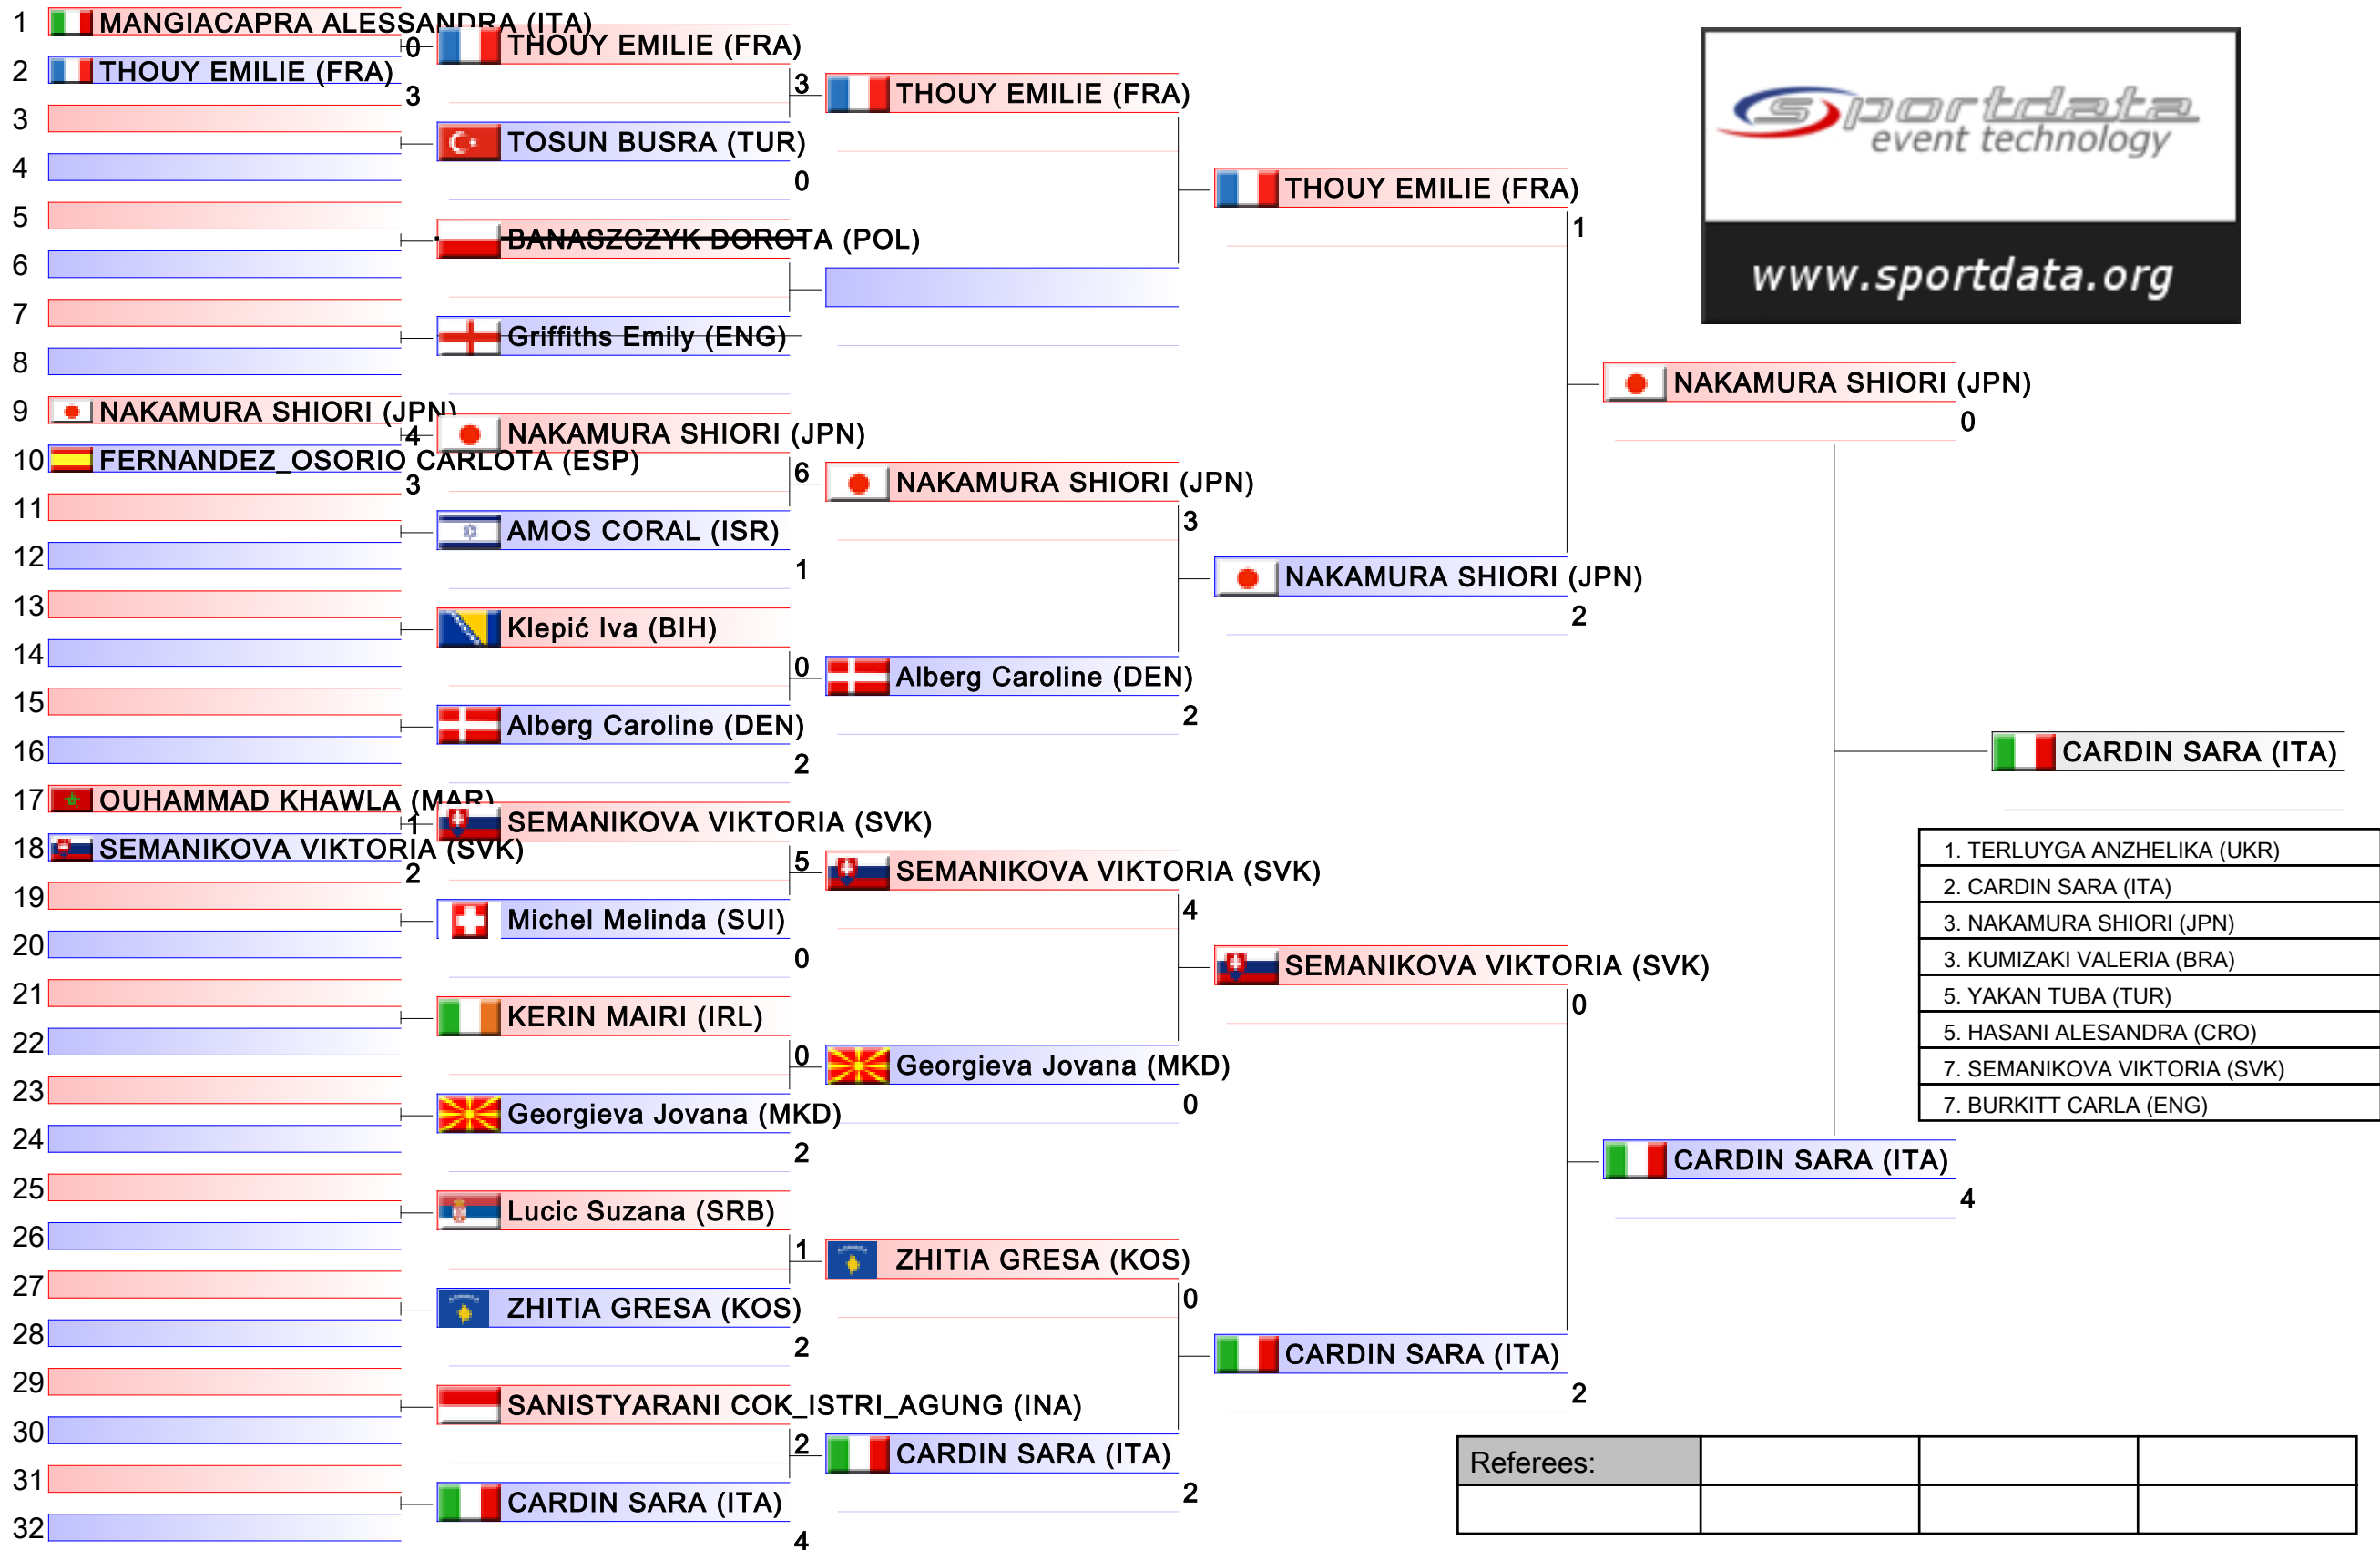 1 MANGIACAPRA ALESSANDRA (ITA)
0
2 THOUY EMILIE (FRA)
3
3
4
5
6
7
8
9 NAKAMURA SHIORI (JPN)
4
10 FERNANDEZ_OSORIO CARLOTA (ESP)
3
11
12
13
14
15
16
17 OUHAMMAD KHAWLA (MAR)
1
18 SEMANIKOVA VIKTORIA (SVK)
2
19
20
21
22
23
24
25
26
27
28
29
30
31
32
THOUY EMILIE (FRA)
3
TOSUN BUSRA (TUR)
0
BANASZCZYK DOROTA (POL)
Griffiths Emily (ENG)
NAKAMURA SHIORI (JPN)
6
AMOS CORAL (ISR)
1
Klepić Iva (BIH)
0
Alberg Caroline (DEN)
2
SEMANIKOVA VIKTORIA (SVK)
5
Michel Melinda (SUI)
0
KERIN MAIRI (IRL)
0
Georgieva Jovana (MKD)
2
Lucic Suzana (SRB)
1
ZHITIA GRESA (KOS)
2
SANISTYARANI COK_ISTRI_AGUNG (INA)
2
CARDIN SARA (ITA)
4
THOUY EMILIE (FRA)
NAKAMURA SHIORI (JPN)
3
Alberg Caroline (DEN)
2
SEMANIKOVA VIKTORIA (SVK)
4
Georgieva Jovana (MKD)
0
ZHITIA GRESA (KOS)
0
CARDIN SARA (ITA)
2
THOUY EMILIE (FRA)
1
NAKAMURA SHIORI (JPN)
2
SEMANIKOVA VIKTORIA (SVK)
0
CARDIN SARA (ITA)
2
NAKAMURA SHIORI (JPN)
0
CARDIN SARA (ITA)
4
CARDIN SARA (ITA)
sportdata
event technology
www.sportdata.org
1. TERLUYGA ANZHELIKA (UKR)
2. CARDIN SARA (ITA)
3. NAKAMURA SHIORI (JPN)
3. KUMIZAKI VALERIA (BRA)
5. YAKAN TUBA (TUR)
5. HASANI ALESANDRA (CRO)
7. SEMANIKOVA VIKTORIA (SVK)
7. BURKITT CARLA (ENG)
Referees: